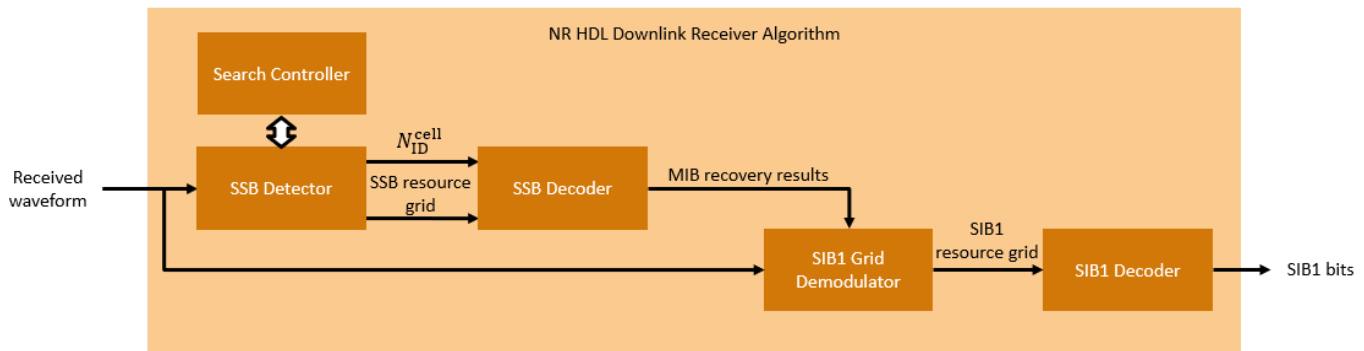 NR HDL Downlink Receiver Algorithm
Search Controller
Received
waveform
SSB Detector
N_ID^cell
SSB resource
grid
SSB Decoder
MIB recovery results
SIB1 Grid
Demodulator
SIB1
resource grid
SIB1 Decoder
SIB1 bits